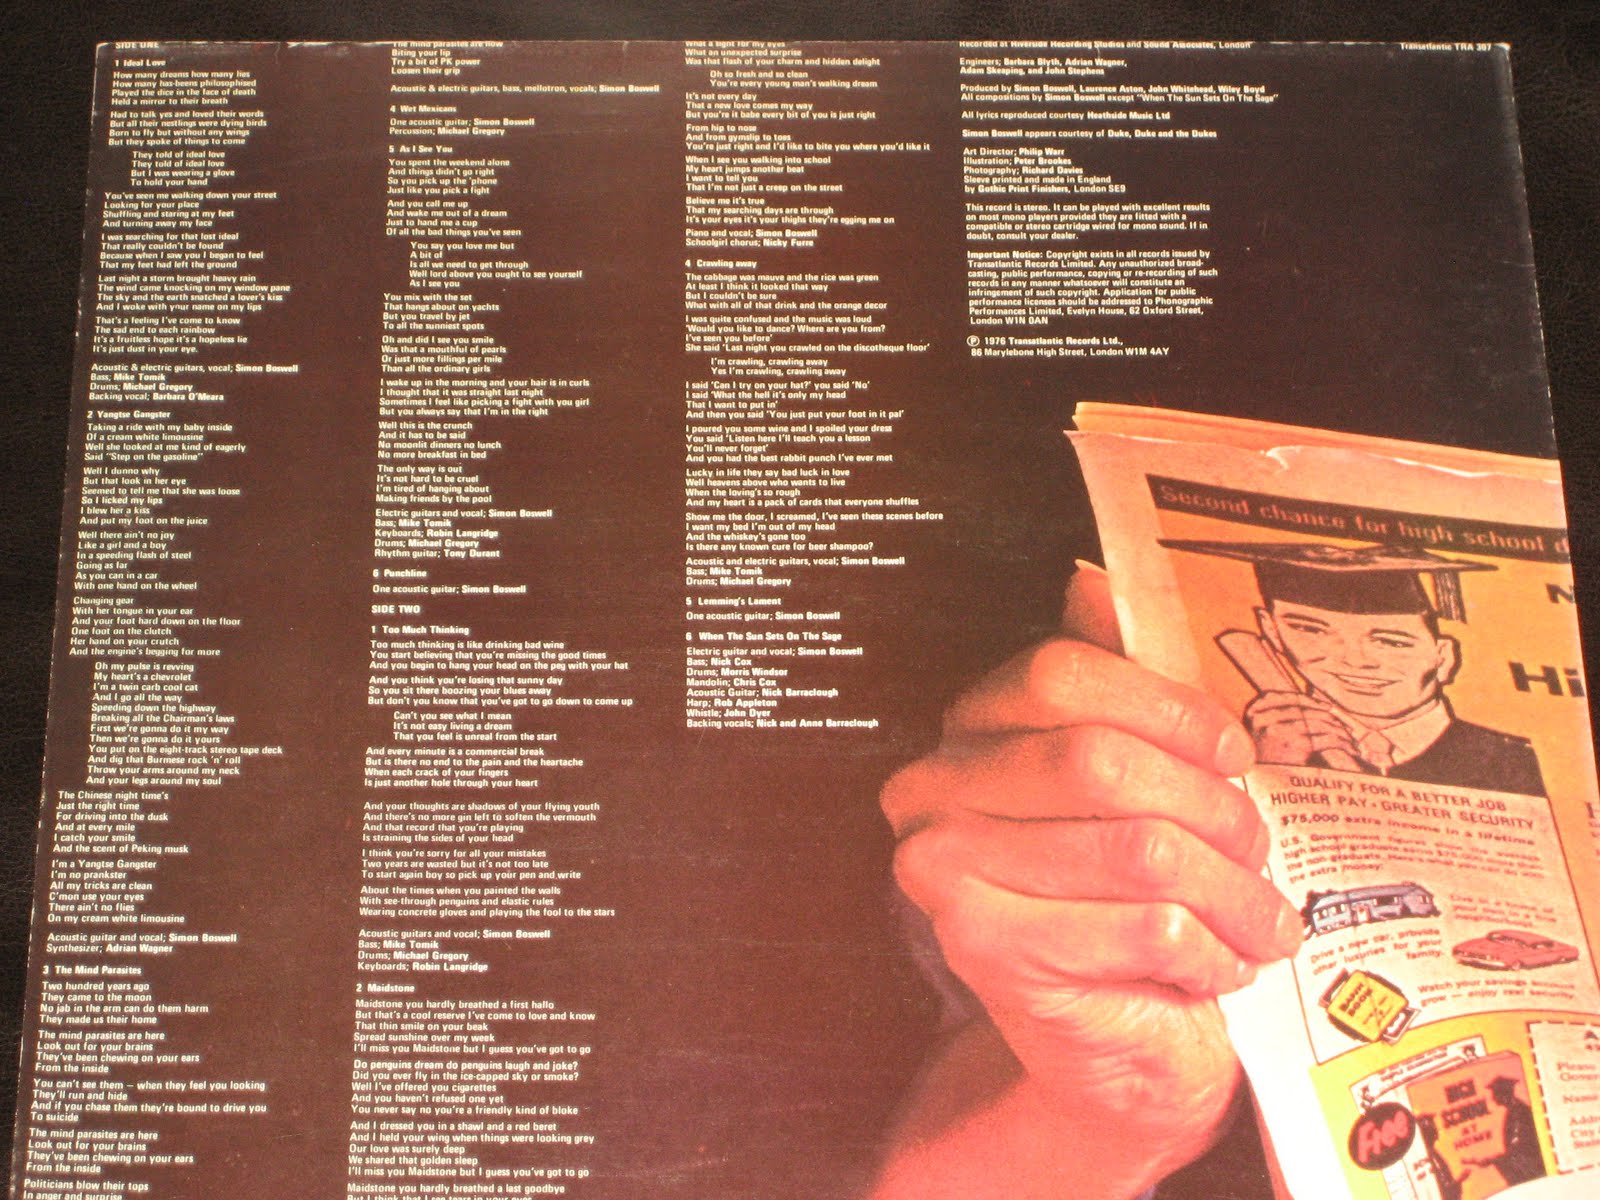 SIDE ONE
1 Ideal Love
How many dreams how many lies
How many has-beens philosophised
Played the dice in the face of death
Held a mirror to their breath
Had to talk yes and loved their words
But all their nestlings were dying birds
Born to fly but without any wings
But they spoke of things to come
They told of ideal love
They told of ideal love
But I was wearing a glove
To hold your hand
You've seen me walking down your street
Looking for your place
Shuffling and staring at my feet
And turning away my face
I was searching for that lost ideal
That really couldn't be found
Because when I saw you I began to feel
That my feet had left the ground
Last night a storm brought heavy rain
The wind came knocking on my window pane
The sky and the earth snatched a lover's kiss
And I woke with your name on my lips
That's a feeling I've come to know
The sad end to each rainbow
It's a fruitless hope it's a hopeless lie
It's just dust in your eye.
Acoustic & electric guitars, vocal; Simon Boswell
Bass; Mike Tomik
Drums; Michael Gregory
Backing vocal; Barbara O'Meara
2 Yangtse Gangster
Taking a ride with my baby inside
Of a cream white limousine
Well she looked at me kind of eagerly
Said "Step on the gasoline"
Well I dunno why
But that look in her eye
Seemed to tell me that she was loose
So I licked my lips
I blew her a kiss
And put my foot on the juice
Well there ain't no joy
Like a girl and a boy
In a speeding flash of steel
Going as far
As you can in a car
With one hand on the wheel
Changing gear
With her tongue in your ear
And your foot hard down on the floor
One foot on the clutch
Her hand on your crutch
And the engine's begging for more
Oh my pulse is revving
My heart's a chevrolet
I'm a twin carb cool cat
And I go all the way
Speeding down the highway
Breaking all the Chairman's laws
First we're gonna do it my way
Then we're gonna do it yours
You put on the eight-track stereo tape deck
And dig that Burmese rock 'n' roll
Throw your arms around my neck
And your legs around my soul
The Chinese night time's
Just the right time
For driving into the dusk
And at every mile
I catch your smile
And the scent of Peking musk
I'm a Yangtse Gangster
I'm no prankster
All my tricks are clean
C'mon use your eyes
There ain't no flies
On my cream white limousine
Acoustic guitar and vocal; Simon Boswell
Synthesizer; Adrian Wagner
3 The Mind Parasites
Two hundred years ago
They came to the moon
No jab in the arm can do them harm
They made us their home
The mind parasites are here
Look out for your brains
They've been chewing on your ears
From the inside
You can't see them — when they feel you looking
They'll run and hide
And if you chase them they're bound to drive you
To suicide
The mind parasites are here
Look out for your brains
They've been chewing on your ears
From the inside
Politicians blow their tops
In anger and surprise
The mind parasites are now
Biting your lip
Try a bit of PK power
Loosen their grip
Acoustic & electric guitars, bass, mellotron, vocals; Simon Boswell
4 Wet Mexicans
One acoustic guitar; Simon Boswell
Percussion; Michael Gregory
5 As I See You
You spent the weekend alone
And things didn't go right
So you pick up the 'phone
Just like you pick a fight
And you call me up
And wake me out of a dream
Just to hand me a cup
Of all the bad things you've seen
You say you love me but
A bit of
Is all we need to get through
Well lord above you ought to see yourself
As I see you
You mix with the set
That hangs about on yachts
But you travel by jet
To all the sunniest spots
Oh and did I see you smile
Was that a mouthful of pearls
Or just more fillings per mile
Than all the ordinary girls
I wake up in the morning and your hair is in curls
I thought that it was straight last night
Sometimes I feel like picking a fight with you girl
But you always say that I'm in the right
Well this is the crunch
And it has to be said
No moonlit dinners no lunch
No more breakfast in bed
The only way is out
It's not hard to be cruel
I'm tired of hanging about
Making friends by the pool
Electric guitars and vocal; Simon Boswell
Bass; Mike Tomik
Keyboards; Robin Langridge
Drums; Michael Gregory
Rhythm guitar; Tony Durant
6 Punchline
One acoustic guitar; Simon Boswell
SIDE TWO
1 Too Much Thinking
Too much thinking is like drinking bad wine
You start believing that you're missing the good times
And you begin to hang your head on the peg with your hat
And you think you're losing that sunny day
So you sit there boozing your blues away
But don't you know that you've got to go down to come up
Can't you see what I mean
It's not easy living a dream
That you feel is unreal from the start
And every minute is a commercial break
But is there no end to the pain and the heartache
When each crack of your fingers
Is just another hole through your heart
And your thoughts are shadows of your flying youth
And there's no more gin left to soften the vermouth
And that record that you're playing
Is straining the sides of your head
I think you're sorry for all your mistakes
Two years are wasted but it's not too late
To start again boy so pick up your pen and write
About the times when you painted the walls
With see-through penguins and elastic rules
Wearing concrete gloves and playing the fool to the stars
Acoustic guitars and vocal; Simon Boswell
Bass; Mike Tomik
Drums; Michael Gregory
Keyboards; Robin Langridge
2 Maidstone
Maidstone you hardly breathed a first hallo
But that's a cool reserve I've come to love and know
That thin smile on your beak
Spread sunshine over my week
I'll miss you Maidstone but I guess you've got to go
Do penguins dream do penguins laugh and joke?
Did you ever fly in the ice-capped sky or smoke?
Well I've offered you cigarettes
And you haven't refused one yet
You never say no you're a friendly kind of bloke
And I dressed you in a shawl and a red beret
And I held your wing when things were looking grey
Our love was surely deep
We shared that golden sleep
I'll miss you Maidstone but I guess you've got to go
Maidstone you hardly breathed a last goodbye
But I think that I see tears in your eyes
What a sight for my eyes
What an unexpected surprise
Was that flash of your charm and hidden delight
Oh so fresh and so clean
You're every young man's walking dream
It's not every day
That a new love comes my way
But you're it babe every bit of you is just right
From hip to nose
And from gymslip to toes
You're just right and I'd like to bite you where you'd like it
When I see you walking into school
My heart jumps another beat
I want to tell you
That I'm not just a creep on the street
Believe me it's true
That my searching days are through
It's your eyes it's your thighs they're egging me on
Piano and vocal; Simon Boswell
Schoolgirl chorus; Nicky Furre
4 Crawling away
The cabbage was mauve and the rice was green
At least I think it looked that way
But I couldn't be sure
What with all of that drink and the orange decor
I was quite confused and the music was loud
'Would you like to dance? Where are you from?
I've seen you before'
She said 'Last night you crawled on the discotheque floor'
I'm crawling, crawling away
Yes I'm crawling, crawling away
I said 'Can I try on your hat?' you said 'No'
I said 'What the hell it's only my head
That I want to put in'
And then you said 'You just put your foot in it pal'
I poured you some wine and I spoiled your dress
You said 'Listen here I'll teach you a lesson
You'll never forget'
And you had the best rabbit punch I've ever met
Lucky in life they say bad luck in love
Well heavens above who wants to live
When the loving's so rough
And my heart is a pack of cards that everyone shuffles
Show me the door, I screamed, I've seen these scenes before
I want my bed I'm out of my head
And the whiskey's gone too
Is there any known cure for beer shampoo?
Acoustic and electric guitars, vocal; Simon Boswell
Bass; Mike Tomik
Drums; Michael Gregory
5 Lemming's Lament
One acoustic guitar; Simon Boswell
6 When The Sun Sets On The Sage
Electric guitar and vocal; Simon Boswell
Bass; Nick Cox
Drums; Morris Windsor
Mandolin; Chris Cox
Acoustic Guitar; Nick Barraclough
Harp; Rob Appleton
Whistle; John Dyer
Backing vocals; Nick and Anne Barraclough
Recorded at Riverside Recording Studios and Sound Associates, London
Engineers; Barbara Blyth, Adrian Wagner,
Adam Skeaping, and John Stephens
Produced by Simon Boswell, Laurence Aston, John Whitehead, Wiley Boyd
All compositions by Simon Boswell except "When The Sun Sets On The Sage"
All lyrics reproduced courtesy Heathside Music Ltd
Simon Boswell appears courtesy of Duke, Duke and the Dukes
Art Director; Philip Warr
Illustration; Peter Brookes
Photography; Richard Davies
Sleeve printed and made in England
by Gothic Print Finishers, London SE9
This record is stereo. It can be played with excellent results
on most mono players provided they are fitted with a
compatible or stereo cartridge wired for mono sound. If in
doubt, consult your dealer.
Important Notice: Copyright exists in all records issued by
Transatlantic Records Limited. Any unauthorized broad-
casting, public performance, copying or re-recording of such
records in any manner whatsoever will constitute an
infringement of such copyright. Application for public
performance licenses should be addressed to Phonographic
Performances Limited, Evelyn House, 62 Oxford Street,
London W1N 0AN
Ⓟ 1976 Transatlantic Records Ltd.,
86 Marylebone High Street, London W1M 4AY
Transatlantic TRA 307
Second chance for high school d
N
Hi
QUALIFY FOR A BETTER JOB
HIGHER PAY • GREATER SECURITY
$75,000 extra income in a lifetime
U.S. Government figures show the average
high school graduate earns $75,000 more than
the non-graduate. Here's what you can do with
the extra money!
Live in a home of
your own in a
Drive a new car, provide
other luxuries for your
family.
BANK
BOOK
Watch your savings account
grow — enjoy real security.
Free
HIGH
SCHOOL
AT
HOME
A
Please
Gover
Name
Addr
City
State